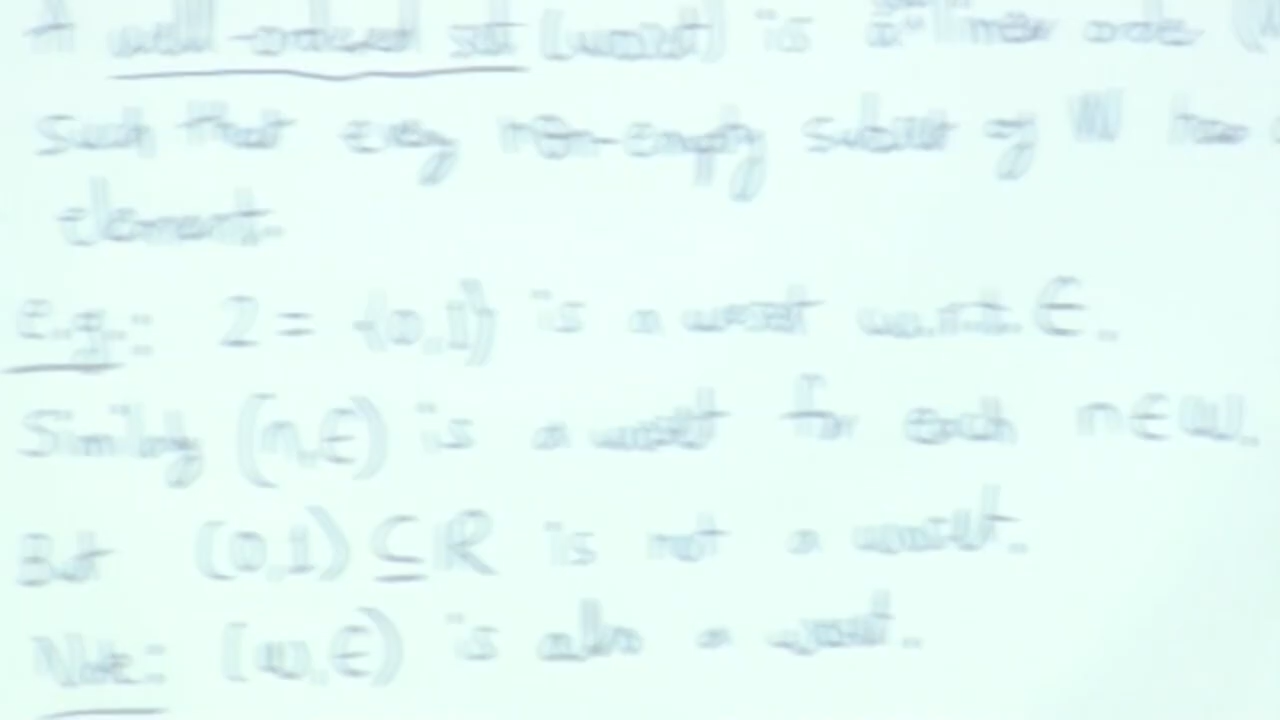 A well-ordered set (woset) is a linear order
such that every non-empty subset of W has
element.
e.g.: 2 = {0,1} is a woset w.r.t. ∈.
Similarly (n,∈) is a woset for each n∈ω.
But (0,1) ⊆ ℝ is not a woset.
Note: (ω,∈) is also a woset.